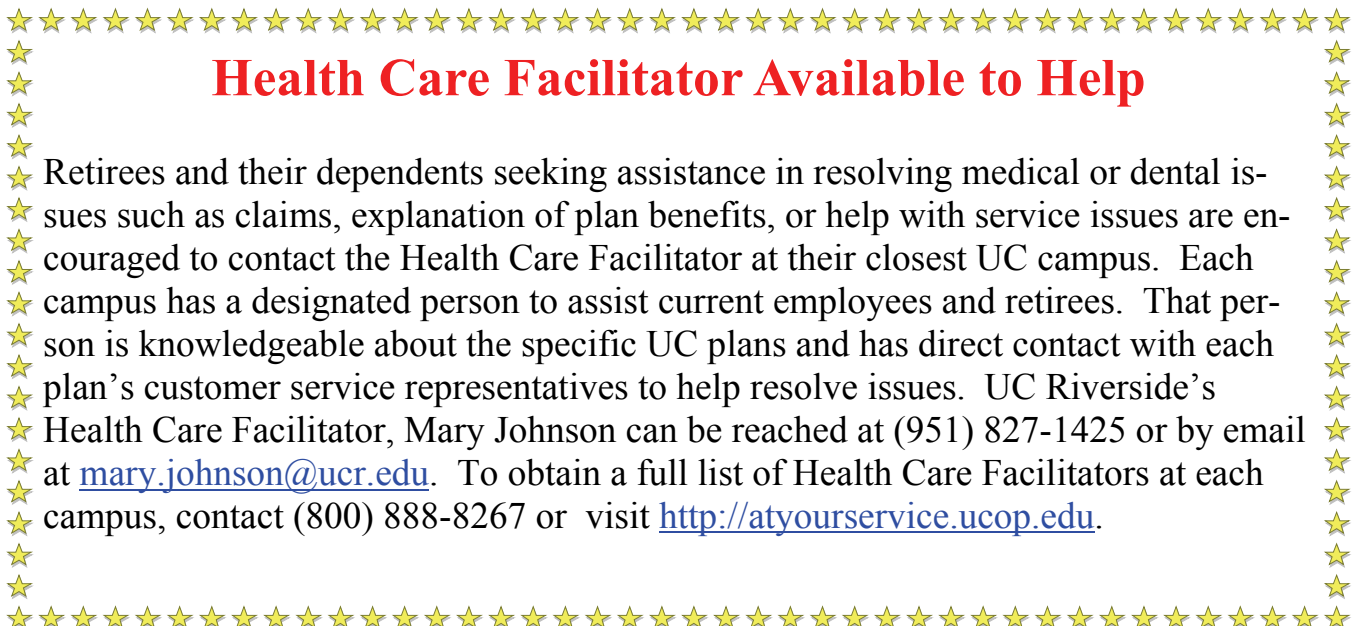 Health Care Facilitator Available to Help
Retirees and their dependents seeking assistance in resolving medical or dental is-
sues such as claims, explanation of plan benefits, or help with service issues are en-
couraged to contact the Health Care Facilitator at their closest UC campus.  Each
campus has a designated person to assist current employees and retirees.  That per-
son is knowledgeable about the specific UC plans and has direct contact with each
plan’s customer service representatives to help resolve issues.  UC Riverside’s
Health Care Facilitator, Mary Johnson can be reached at (951) 827-1425 or by email
at mary.johnson@ucr.edu.  To obtain a full list of Health Care Facilitators at each
campus, contact (800) 888-8267 or  visit http://atyourservice.ucop.edu.